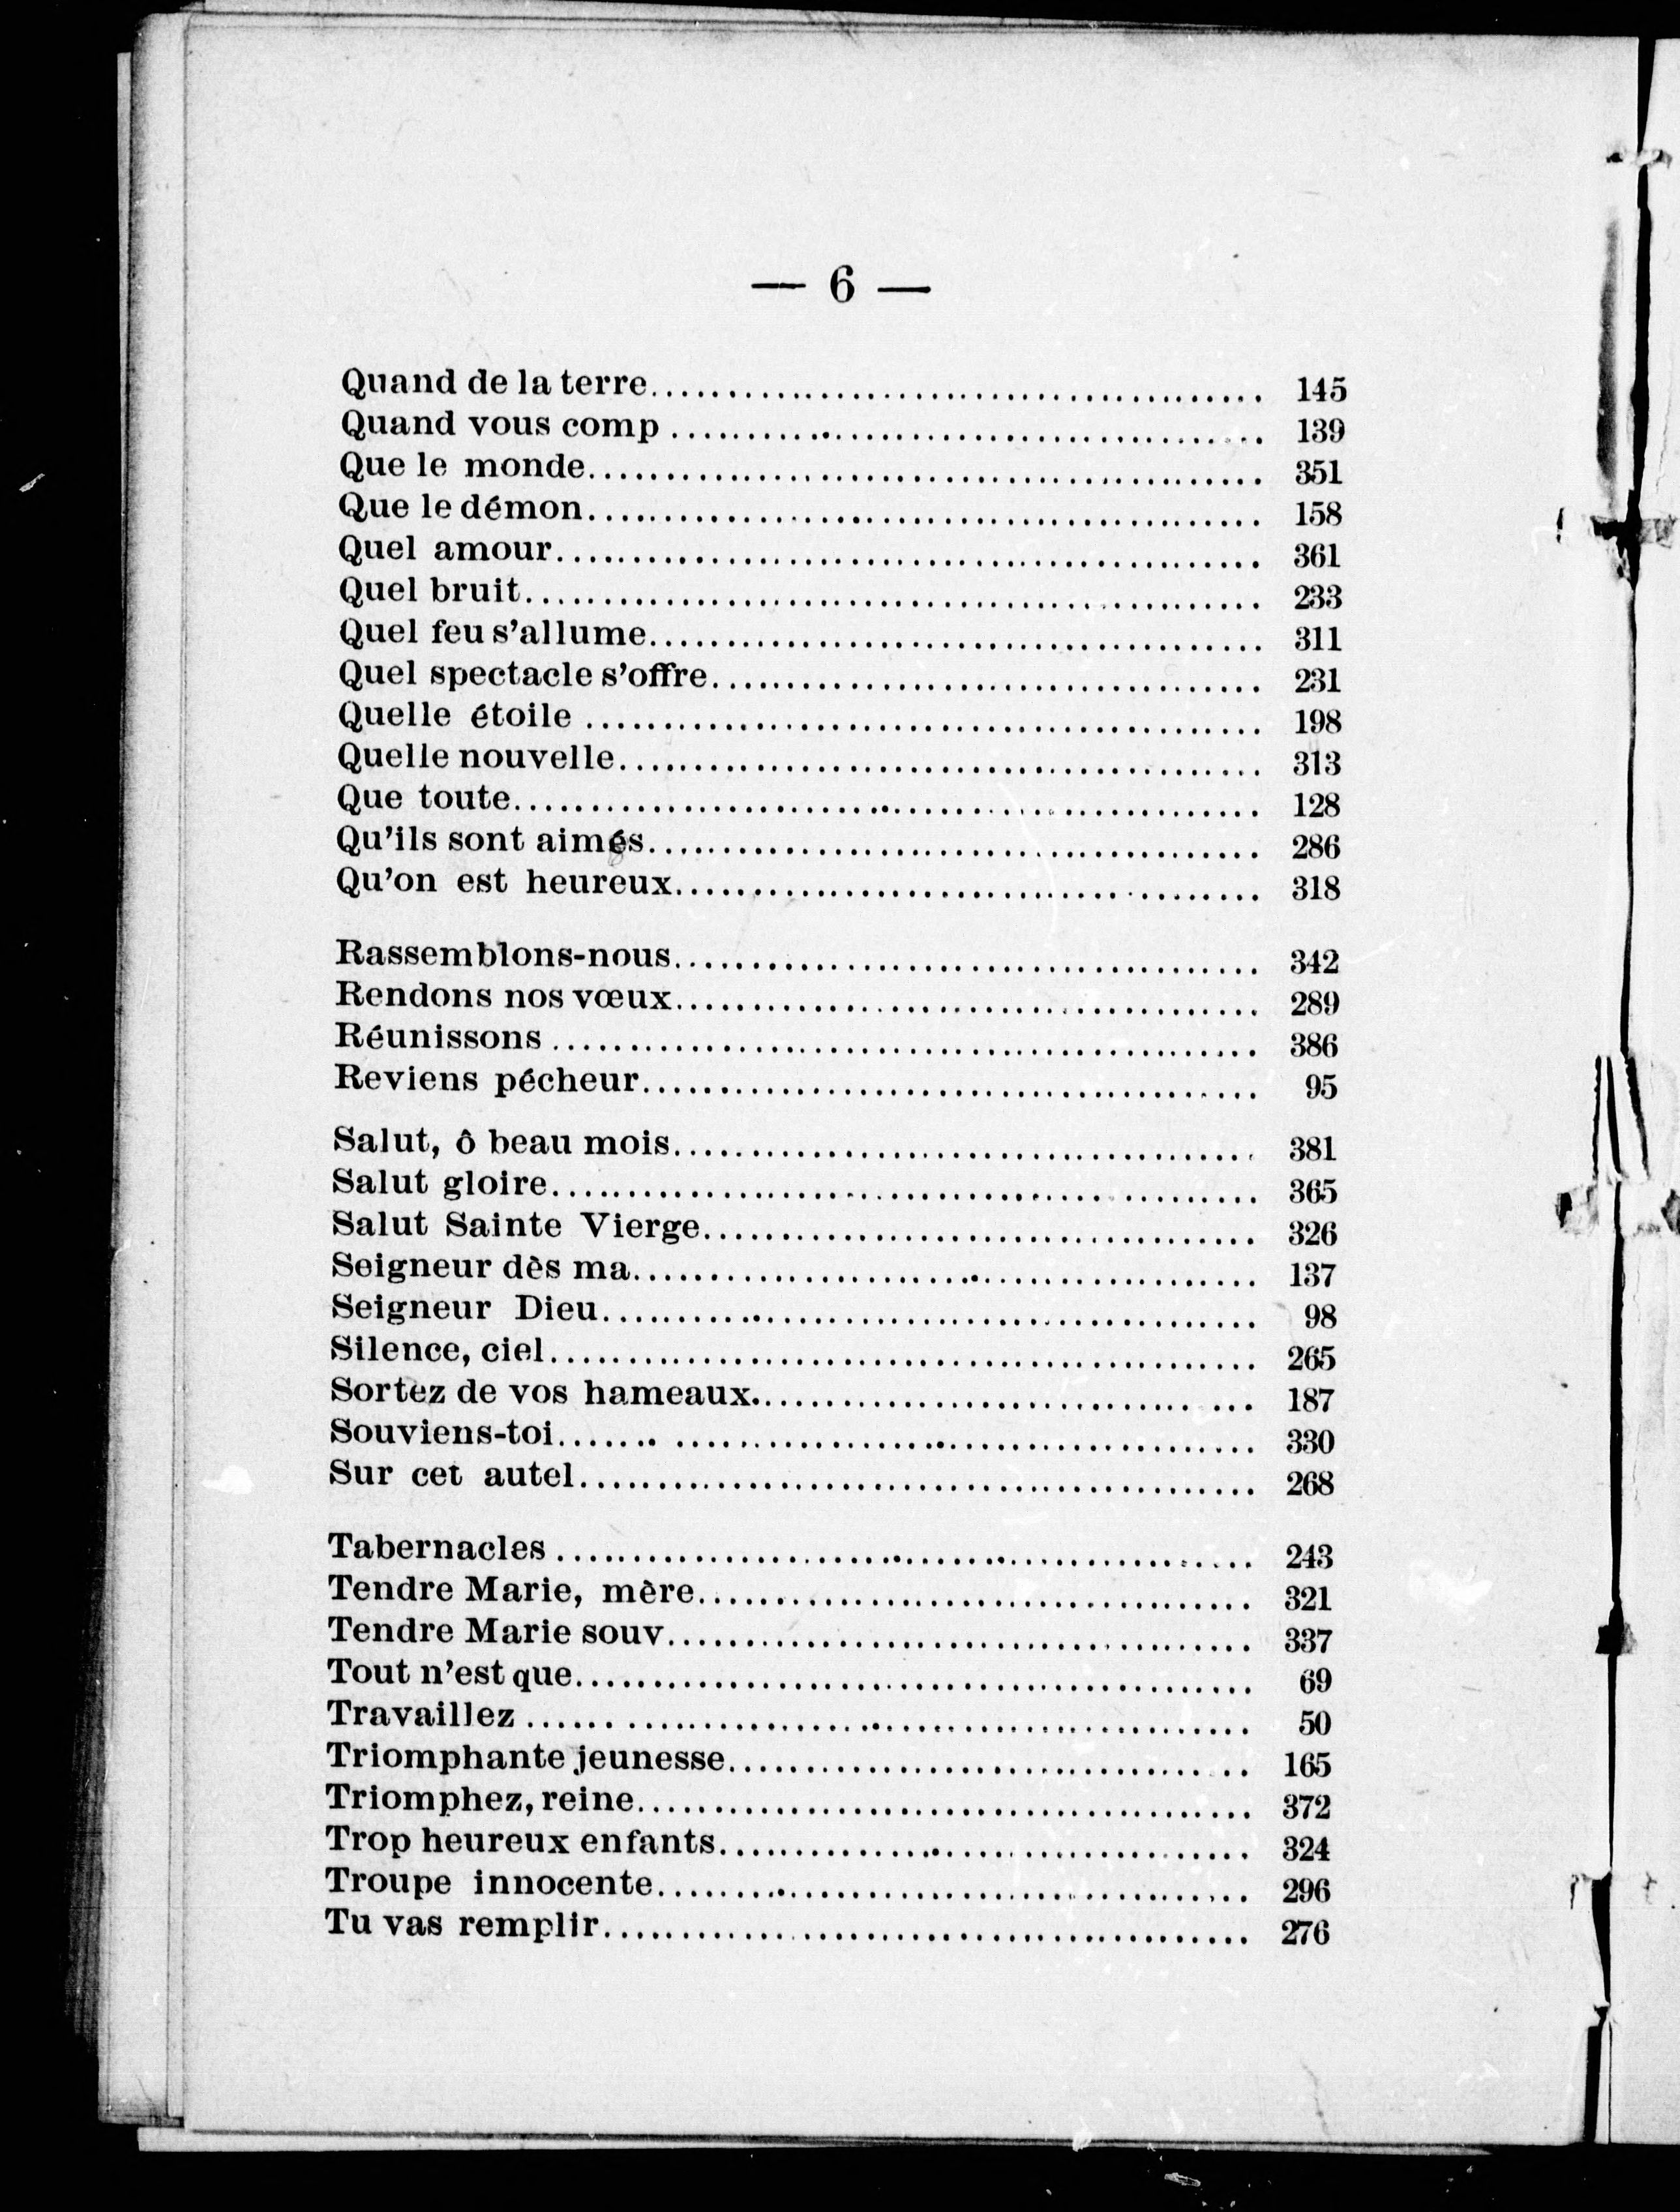 — 6 —
Quand de la terre........................................ 145
Quand vous comp ........................................ 139
Que le monde............................................ 351
Que le démon............................................ 158
Quel amour.............................................. 361
Quel bruit................................................ 233
Quel feu s'allume........................................ 311
Quel spectacle s'offre.................................... 231
Quelle étoile ............................................ 198
Quelle nouvelle.......................................... 313
Que toute................................................ 128
Qu'ils sont aimés........................................ 286
Qu'on est heureux...................................... 318
Rassemblons-nous...................................... 342
Rendons nos vœux...................................... 289
Réunissons .............................................. 386
Reviens pécheur........................................ 95
Salut, ô beau mois...................................... 381
Salut gloire.............................................. 365
Salut Sainte Vierge.................................... 326
Seigneur dès ma........................................ 137
Seigneur Dieu.......................................... 98
Silence, ciel.............................................. 265
Sortez de vos hameaux................................ 187
Souviens-toi............................................ 330
Sur cet autel............................................ 268
Tabernacles ............................................ 243
Tendre Marie, mère.................................... 321
Tendre Marie souv...................................... 337
Tout n'est que............................................ 69
Travaillez .............................................. 50
Triomphante jeunesse.................................. 165
Triomphez, reine........................................ 372
Trop heureux enfants.................................. 324
Troupe innocente...................................... 296
Tu vas remplir.......................................... 276